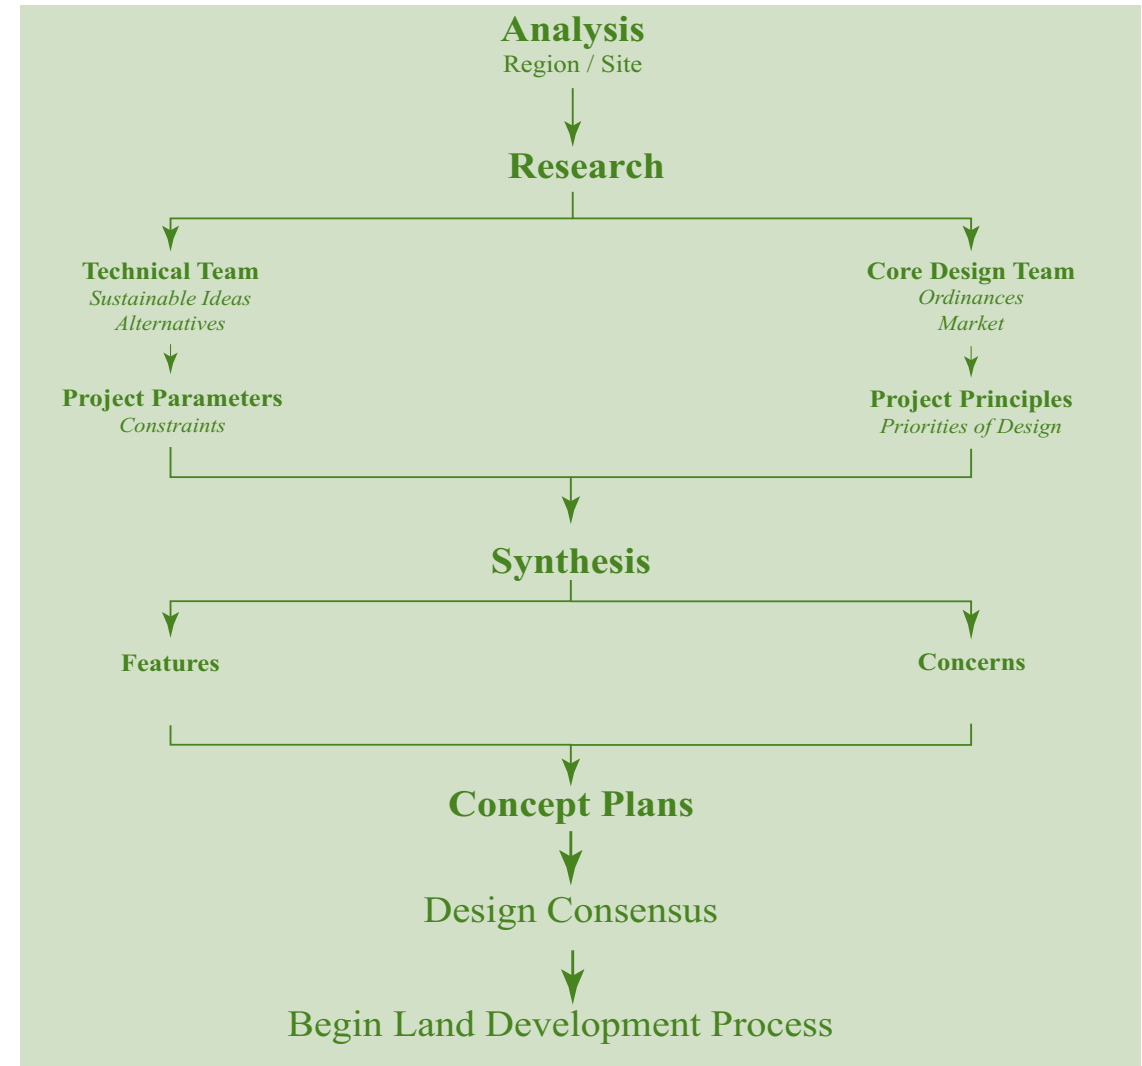 Analysis
Region / Site
Research
Technical Team
Sustainable Ideas
Alternatives
Core Design Team
Ordinances
Market
Project Parameters
Constraints
Project Principles
Priorities of Design
Synthesis
Features
Concerns
Concept Plans
Design Consensus
Begin Land Development Process